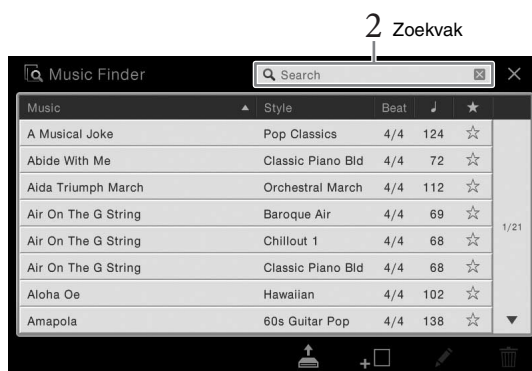 2 Zoekvak
Music Finder Search
Music Style Beat ♩ ★
A Musical Joke Pop Classics 4/4 124 ☆
Abide With Me Classic Piano Bld 4/4 72 ☆
Aida Triumph March Orchestral March 4/4 112 ☆
Air On The G String Baroque Air 4/4 69 ☆
Air On The G String Chillout 1 4/4 68 ☆
Air On The G String Classic Piano Bld 4/4 68 ☆
Aloha Oe Hawaiian 4/4 102 ☆
Amapola 60s Guitar Pop 4/4 138 ☆
1/21